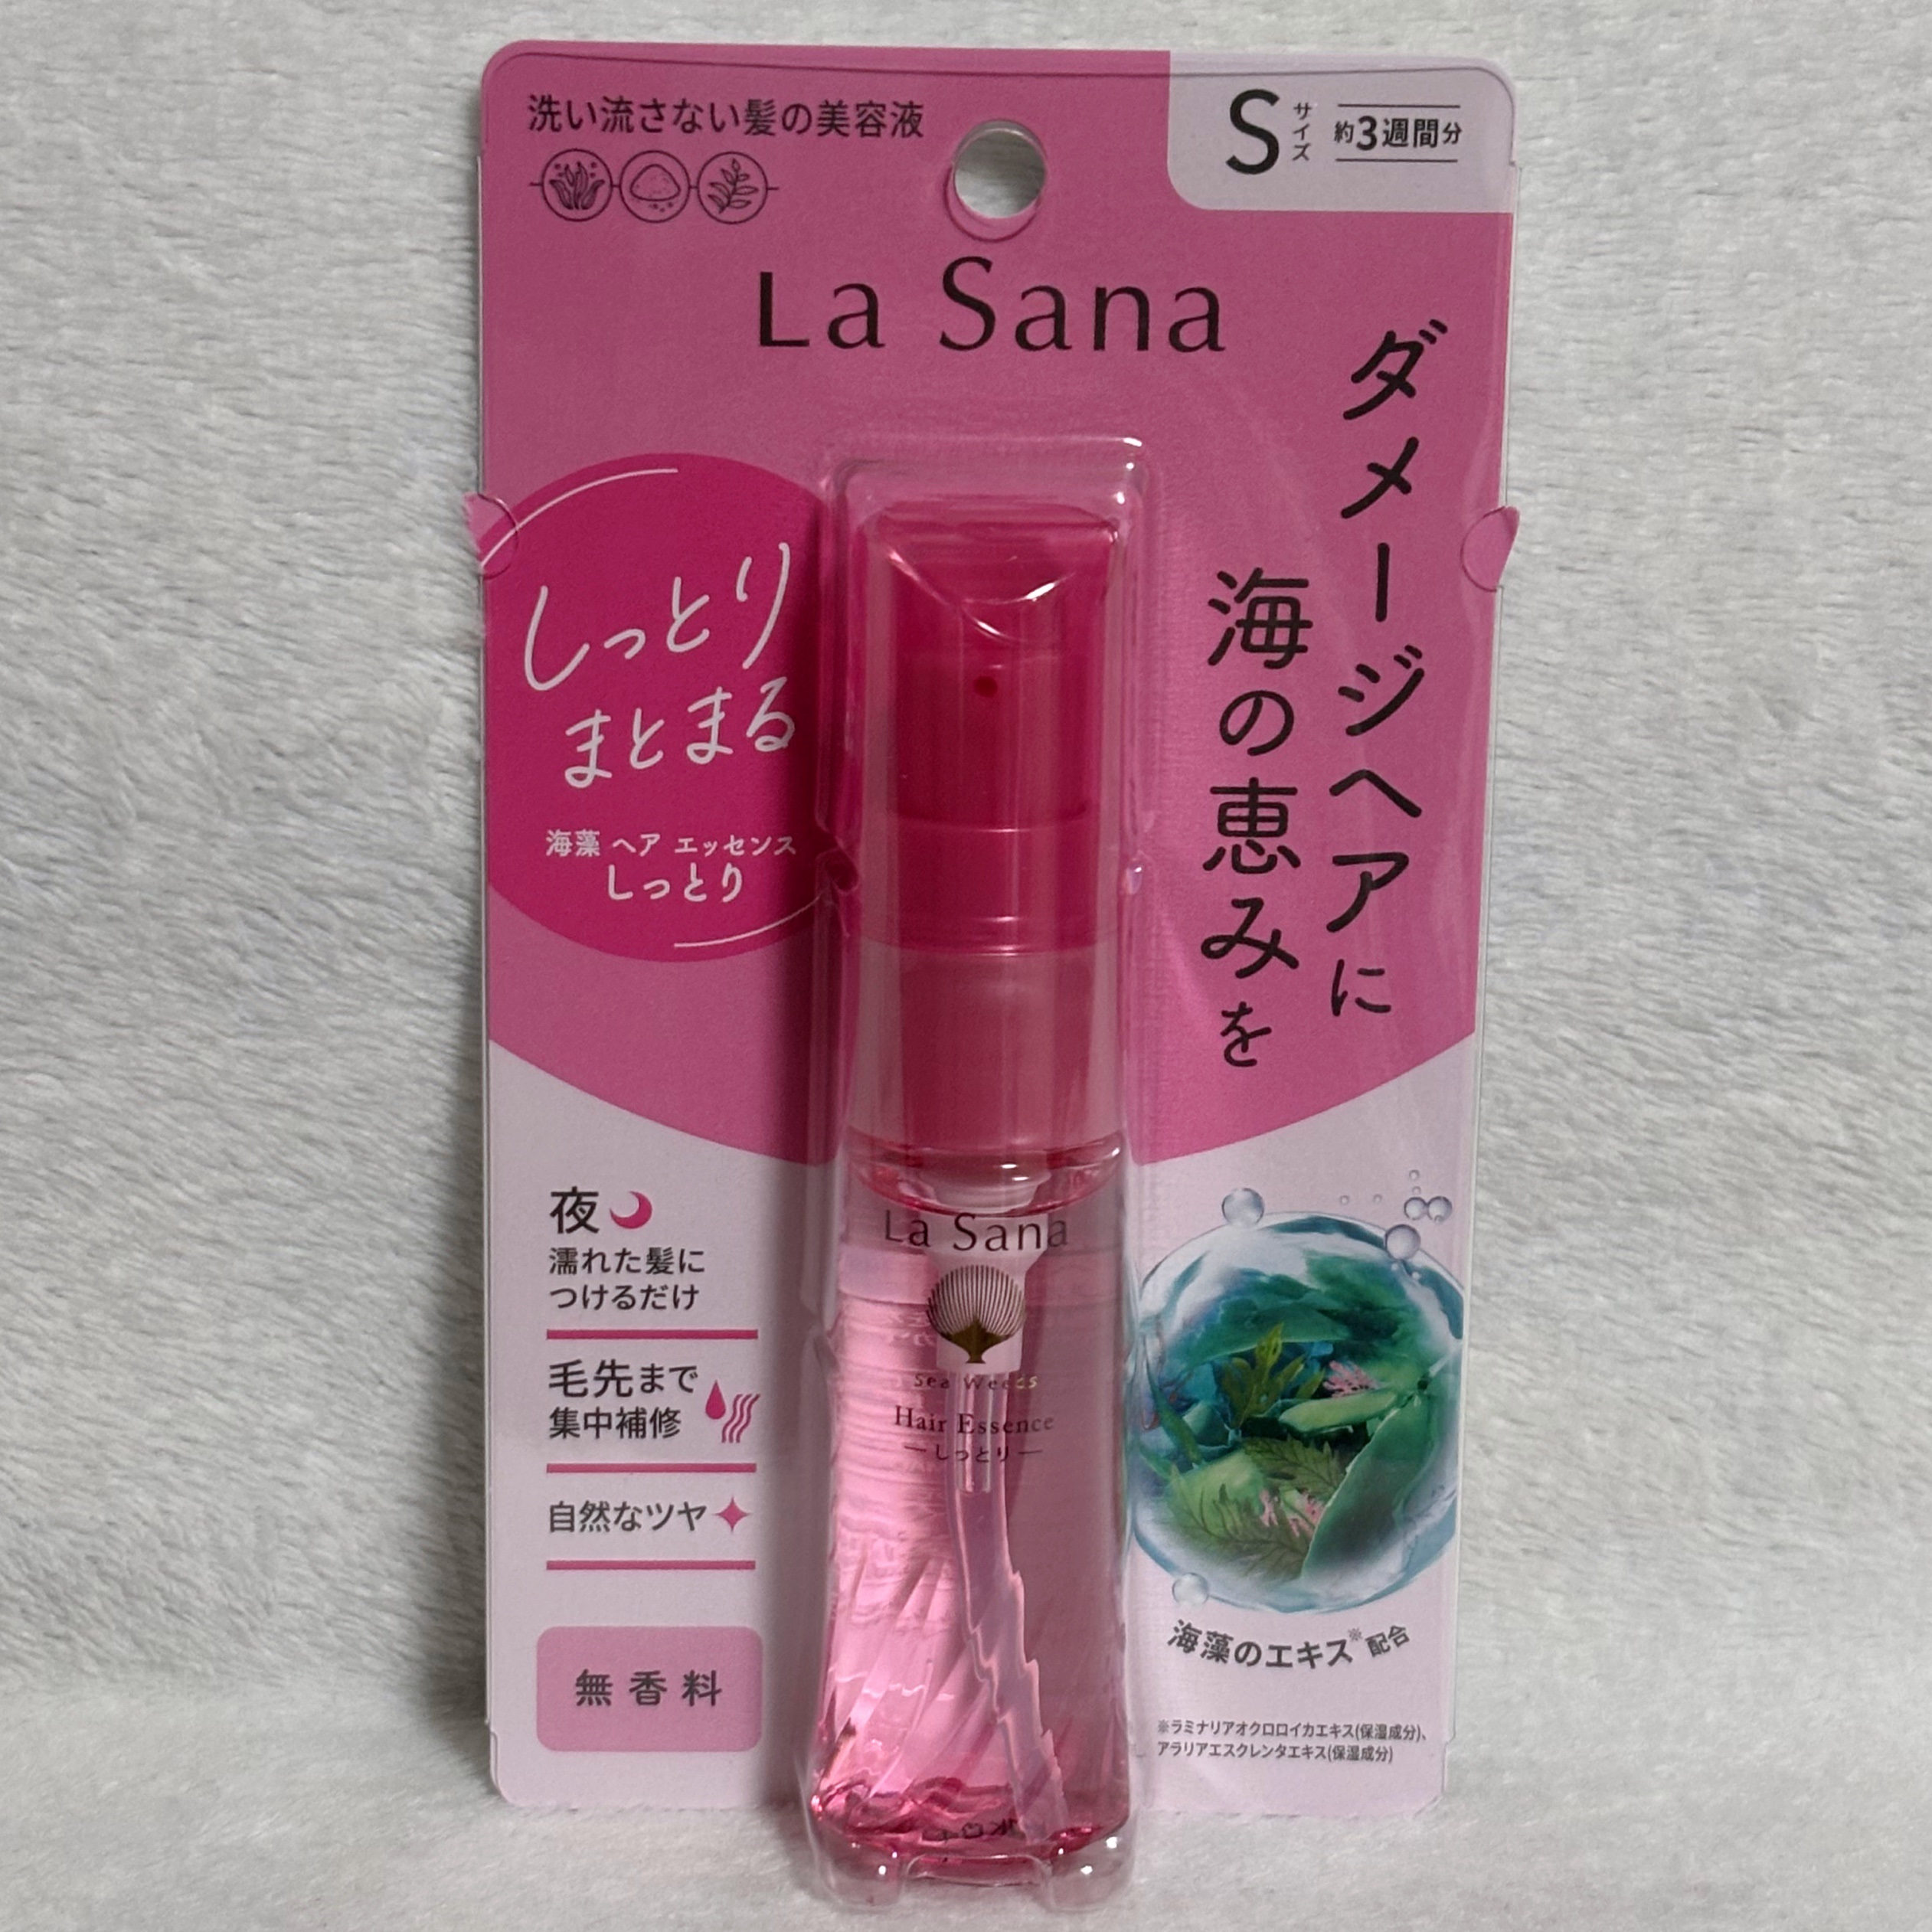 洗い流さない髪の美容液
Sサイズ 約3週間分
La Sana
ダメージヘアに
海の恵みを
しっとり
まとまる
海藻 ヘア エッセンス
しっとり
夜
濡れた髪に
つけるだけ
毛先まで
集中補修
自然なツヤ
無香料
La Sana
Sea Weeds
Hair Essence
ーしっとりー
海藻のエキス※配合
※ラミナリアオクロロイカエキス(保湿成分)、
アラリアエスクレンタエキス(保湿成分)